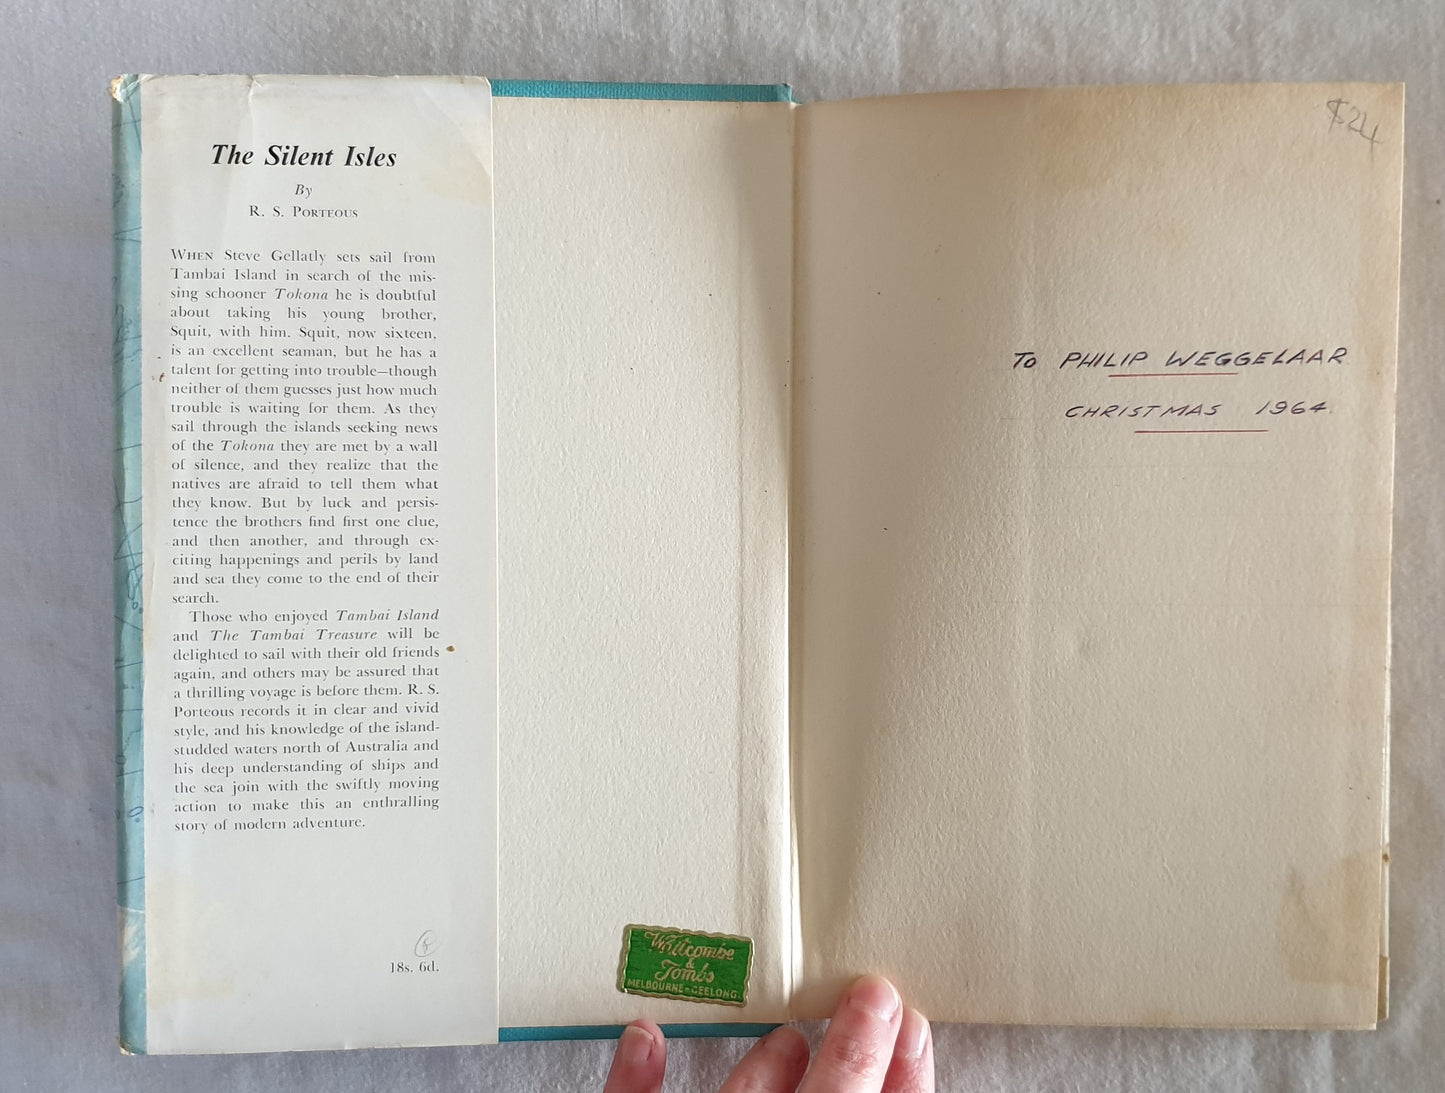 The Silent Isles
By
R. S. PORTEOUS
WHEN Steve Gellatly sets sail from
Tambai Island in search of the mis-
sing schooner Tokona he is doubtful
about taking his young brother,
Squit, with him. Squit, now sixteen,
is an excellent seaman, but he has a
talent for getting into trouble—though
neither of them guesses just how much
trouble is waiting for them. As they
sail through the islands seeking news
of the Tokona they are met by a wall
of silence, and they realize that the
natives are afraid to tell them what
they know. But by luck and persis-
tence the brothers find first one clue,
and then another, and through ex-
citing happenings and perils by land
and sea they come to the end of their
search.
Those who enjoyed Tambai Island
and The Tambai Treasure will be
delighted to sail with their old friends
again, and others may be assured that
a thrilling voyage is before them. R. S.
Porteous records it in clear and vivid
style, and his knowledge of the island-
studded waters north of Australia and
his deep understanding of ships and
the sea join with the swiftly moving
action to make this an enthralling
story of modern adventure.
18s. 6d.
Whitcombe
&
Tombs
MELBOURNE - GEELONG
$24
TO PHILIP WEGGELAAR
CHRISTMAS 1964.